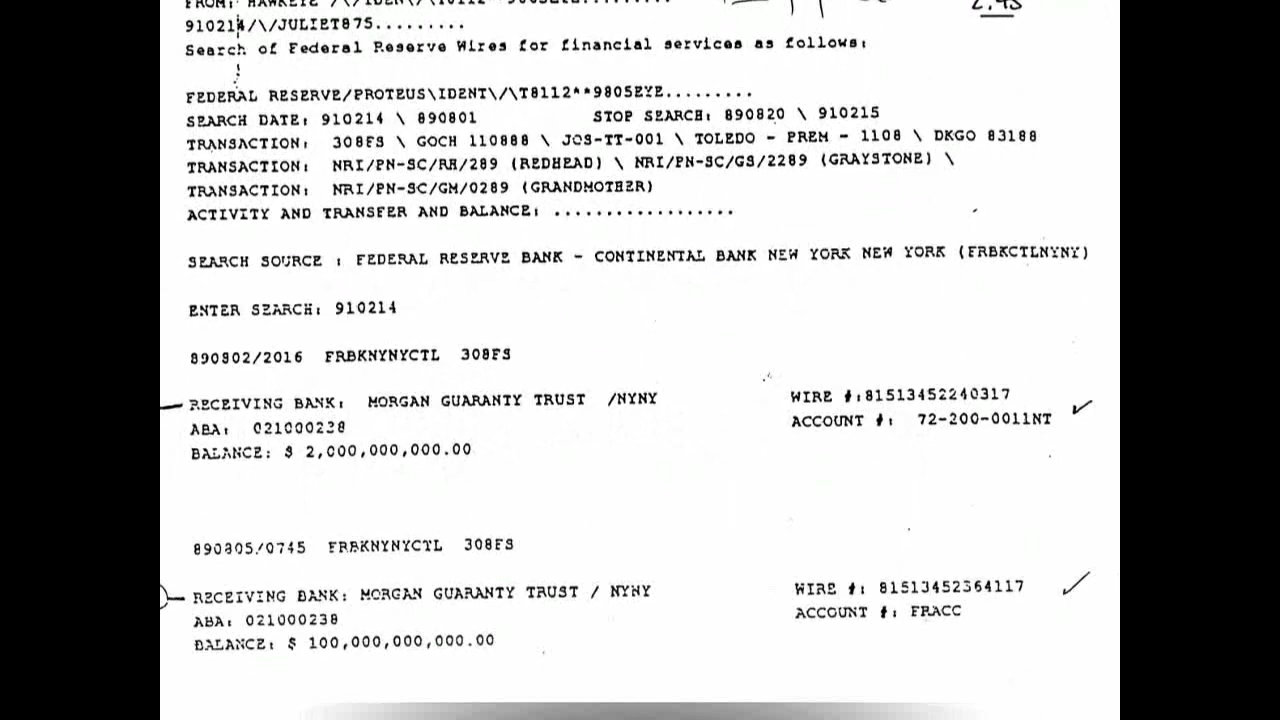 FROM: HAWKEYE
2.45
910214/\/JULIET875.........
Search of Federal Reserve Wires for financial services as follows:
FEDERAL RESERVE/PROTEUS\IDENT\/\T8112**9805EYE.........
SEARCH DATE: 910214 \ 890801 STOP SEARCH: 890820 \ 910215
TRANSACTION: 308FS \ GOCH 110888 \ JOS-TT-001 \ TOLEDO - PREM - 1108 \ DKGO 83188
TRANSACTION: NRI/PN-SC/RH/289 (REDHEAD) \ NRI/PN-SC/GS/2289 (GRAYSTONE) \
TRANSACTION: NRI/PN-SC/GM/0289 (GRANDMOTHER)
ACTIVITY AND TRANSFER AND BALANCE: ..................
SEARCH SOURCE : FEDERAL RESERVE BANK - CONTINENTAL BANK NEW YORK NEW YORK (FRBKCTLNYNY)
ENTER SEARCH: 910214
890802/2016 FRBKNYNYCTL 308FS
RECEIVING BANK: MORGAN GUARANTY TRUST /NYNY WIRE #:81513452240317
ABA: 021000238 ACCOUNT #: 72-200-0011NT
BALANCE: $ 2,000,000,000.00
890805/0745 FRBKNYNYCTL 308FS
RECEIVING BANK: MORGAN GUARANTY TRUST / NYNY WIRE #: 81513452364117
ABA: 021000238 ACCOUNT #: FRACC
BALANCE: $ 100,000,000,000.00